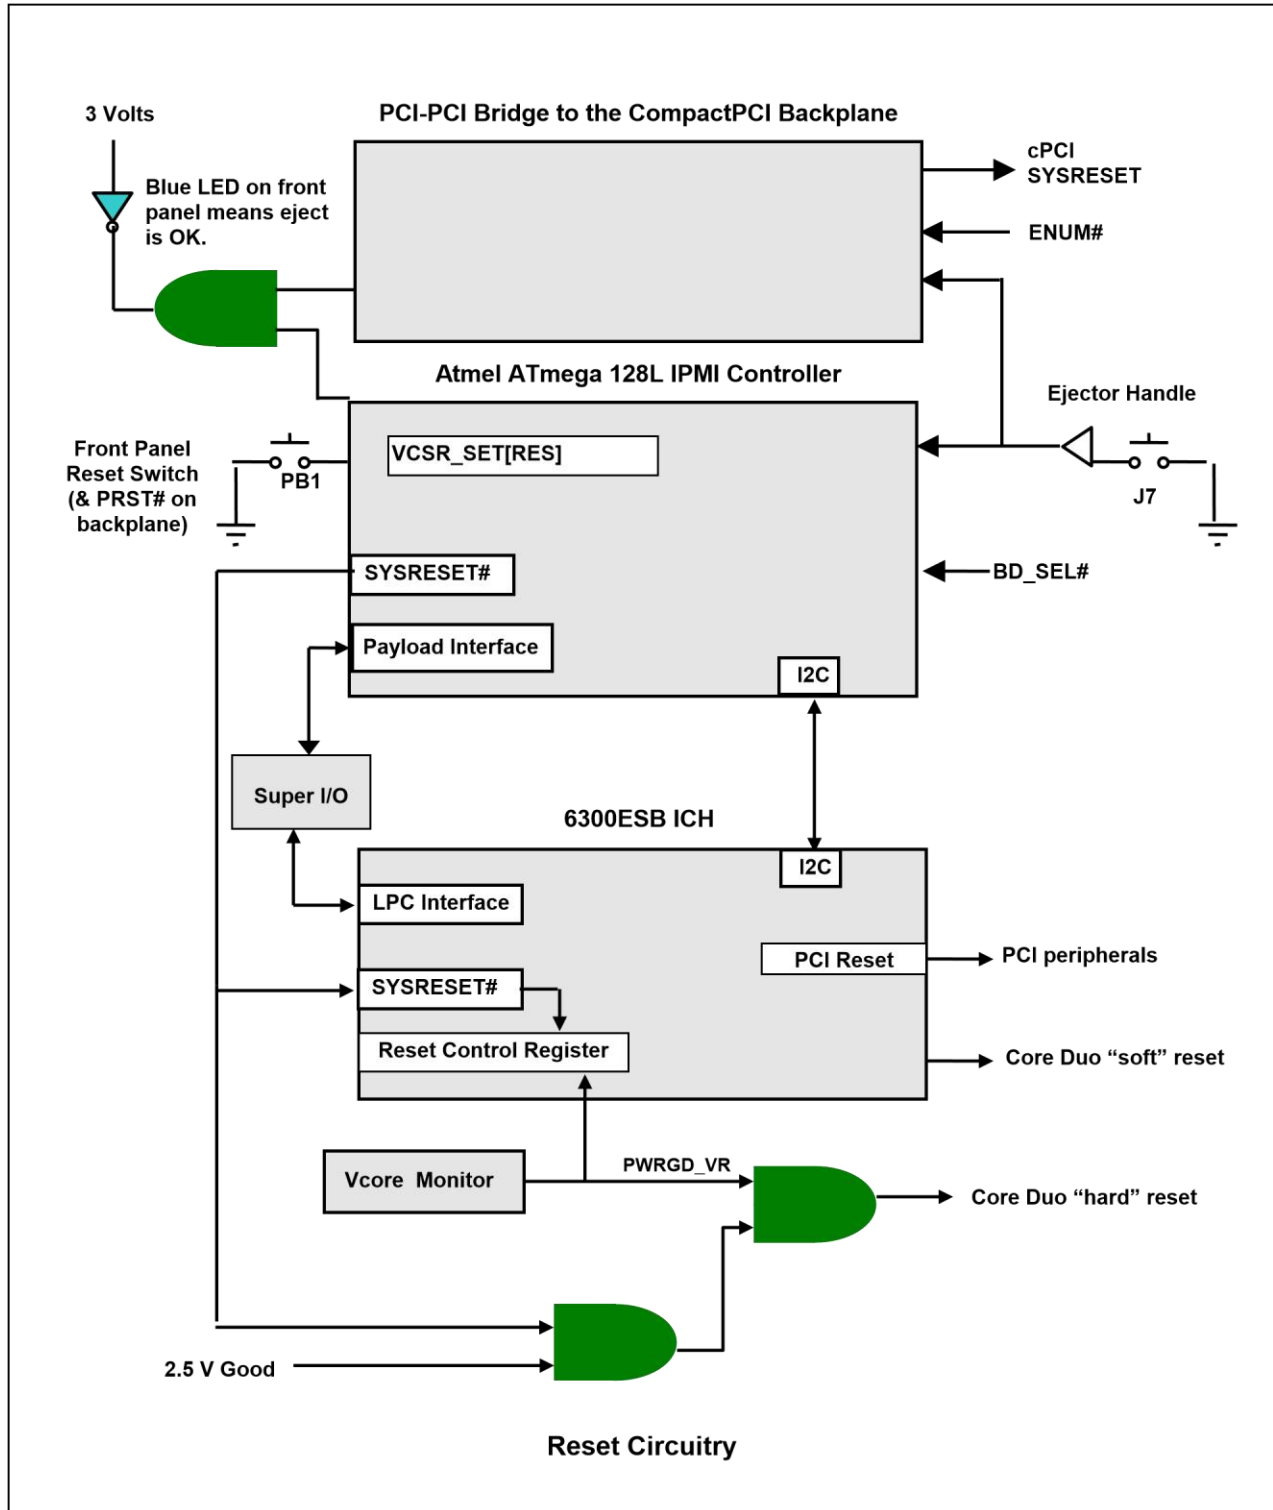 3 Volts
PCI-PCI Bridge to the CompactPCI Backplane
cPCI
SYSRESET
Blue LED on front
panel means eject
is OK.
ENUM#
Atmel ATmega 128L IPMI Controller
Ejector Handle
Front Panel
Reset Switch
(& PRST# on
backplane)
PB1
VCSR_SET[RES]
J7
SYSRESET#
BD_SEL#
Payload Interface
I2C
Super I/O
6300ESB ICH
I2C
LPC Interface
PCI Reset
PCI peripherals
SYSRESET#
Reset Control Register
Core Duo “soft” reset
Vcore Monitor
PWRGD_VR
Core Duo “hard” reset
2.5 V Good
Reset Circuitry